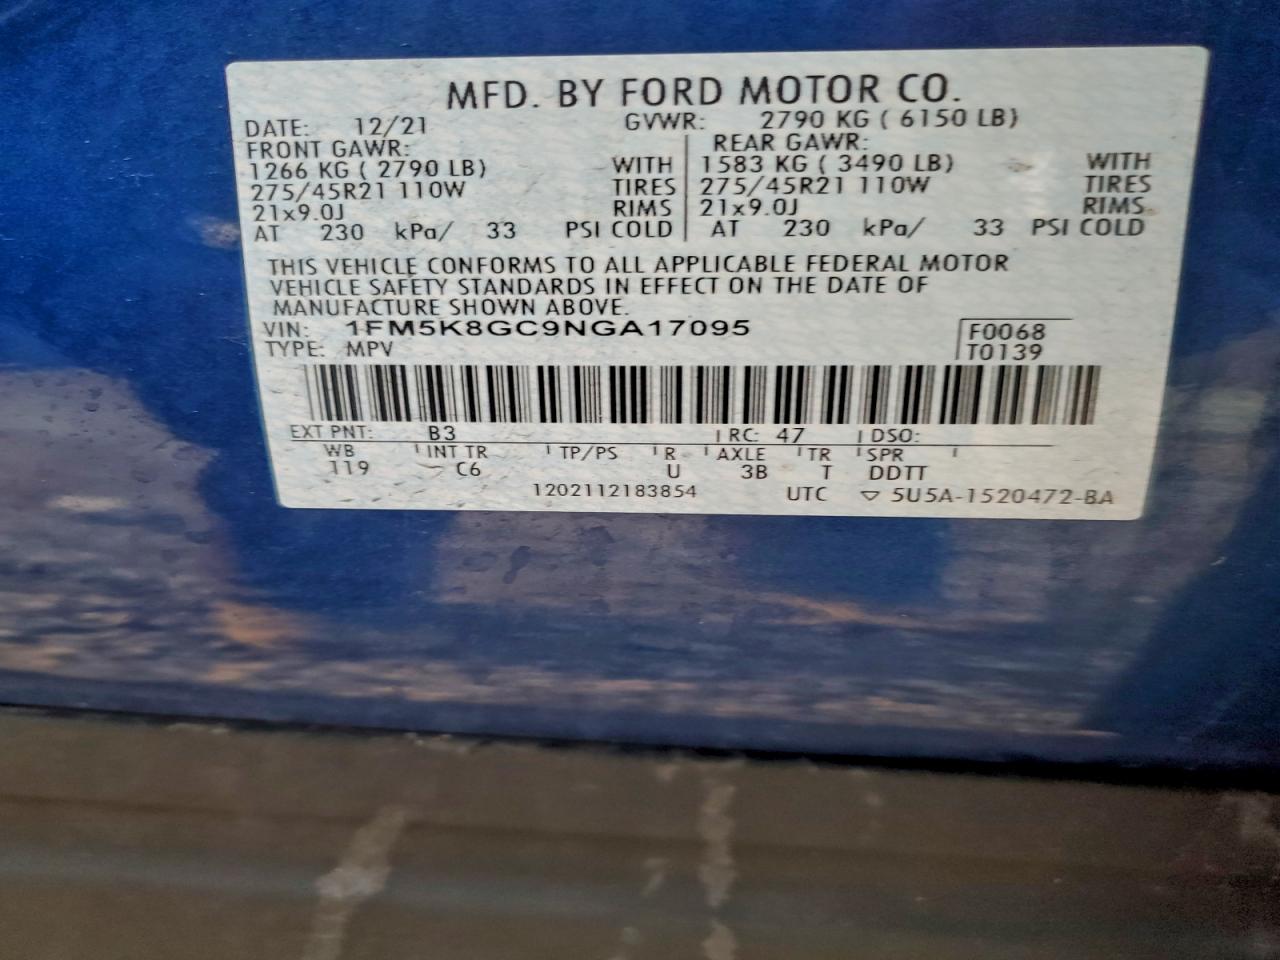 MFD. BY FORD MOTOR CO.
DATE: 12/21 GVWR: 2790 KG ( 6150 LB)
FRONT GAWR: REAR GAWR:
1266 KG ( 2790 LB) WITH 1583 KG ( 3490 LB) WITH
275/45R21 110W TIRES 275/45R21 110W TIRES
21x9.0J RIMS 21x9.0J RIMS
AT 230 kPa/ 33 PSI COLD AT 230 kPa/ 33 PSI COLD
THIS VEHICLE CONFORMS TO ALL APPLICABLE FEDERAL MOTOR
VEHICLE SAFETY STANDARDS IN EFFECT ON THE DATE OF
MANUFACTURE SHOWN ABOVE.
VIN: 1FM5K8GC9NGA17095 F0068
TYPE: MPV T0139
EXT PNT: B3 RC: 47 DSO:
WB INT TR TP/PS R AXLE TR SPR
119 C6 U 3B T DDTT
1202112183854 UTC ▽ 5U5A-1520472-BA